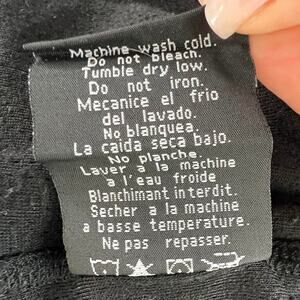 Machine wash cold.
Do not bleach.
Tumble dry low.
Do not iron.
Mecanice el frio
del lavado.
No blanquea.
La caida seca bajo.
No planche.
Laver a la machine
a l'eau froide
Blanchimant interdit.
Secher a la machine
a basse temperature.
Ne pas repasser.